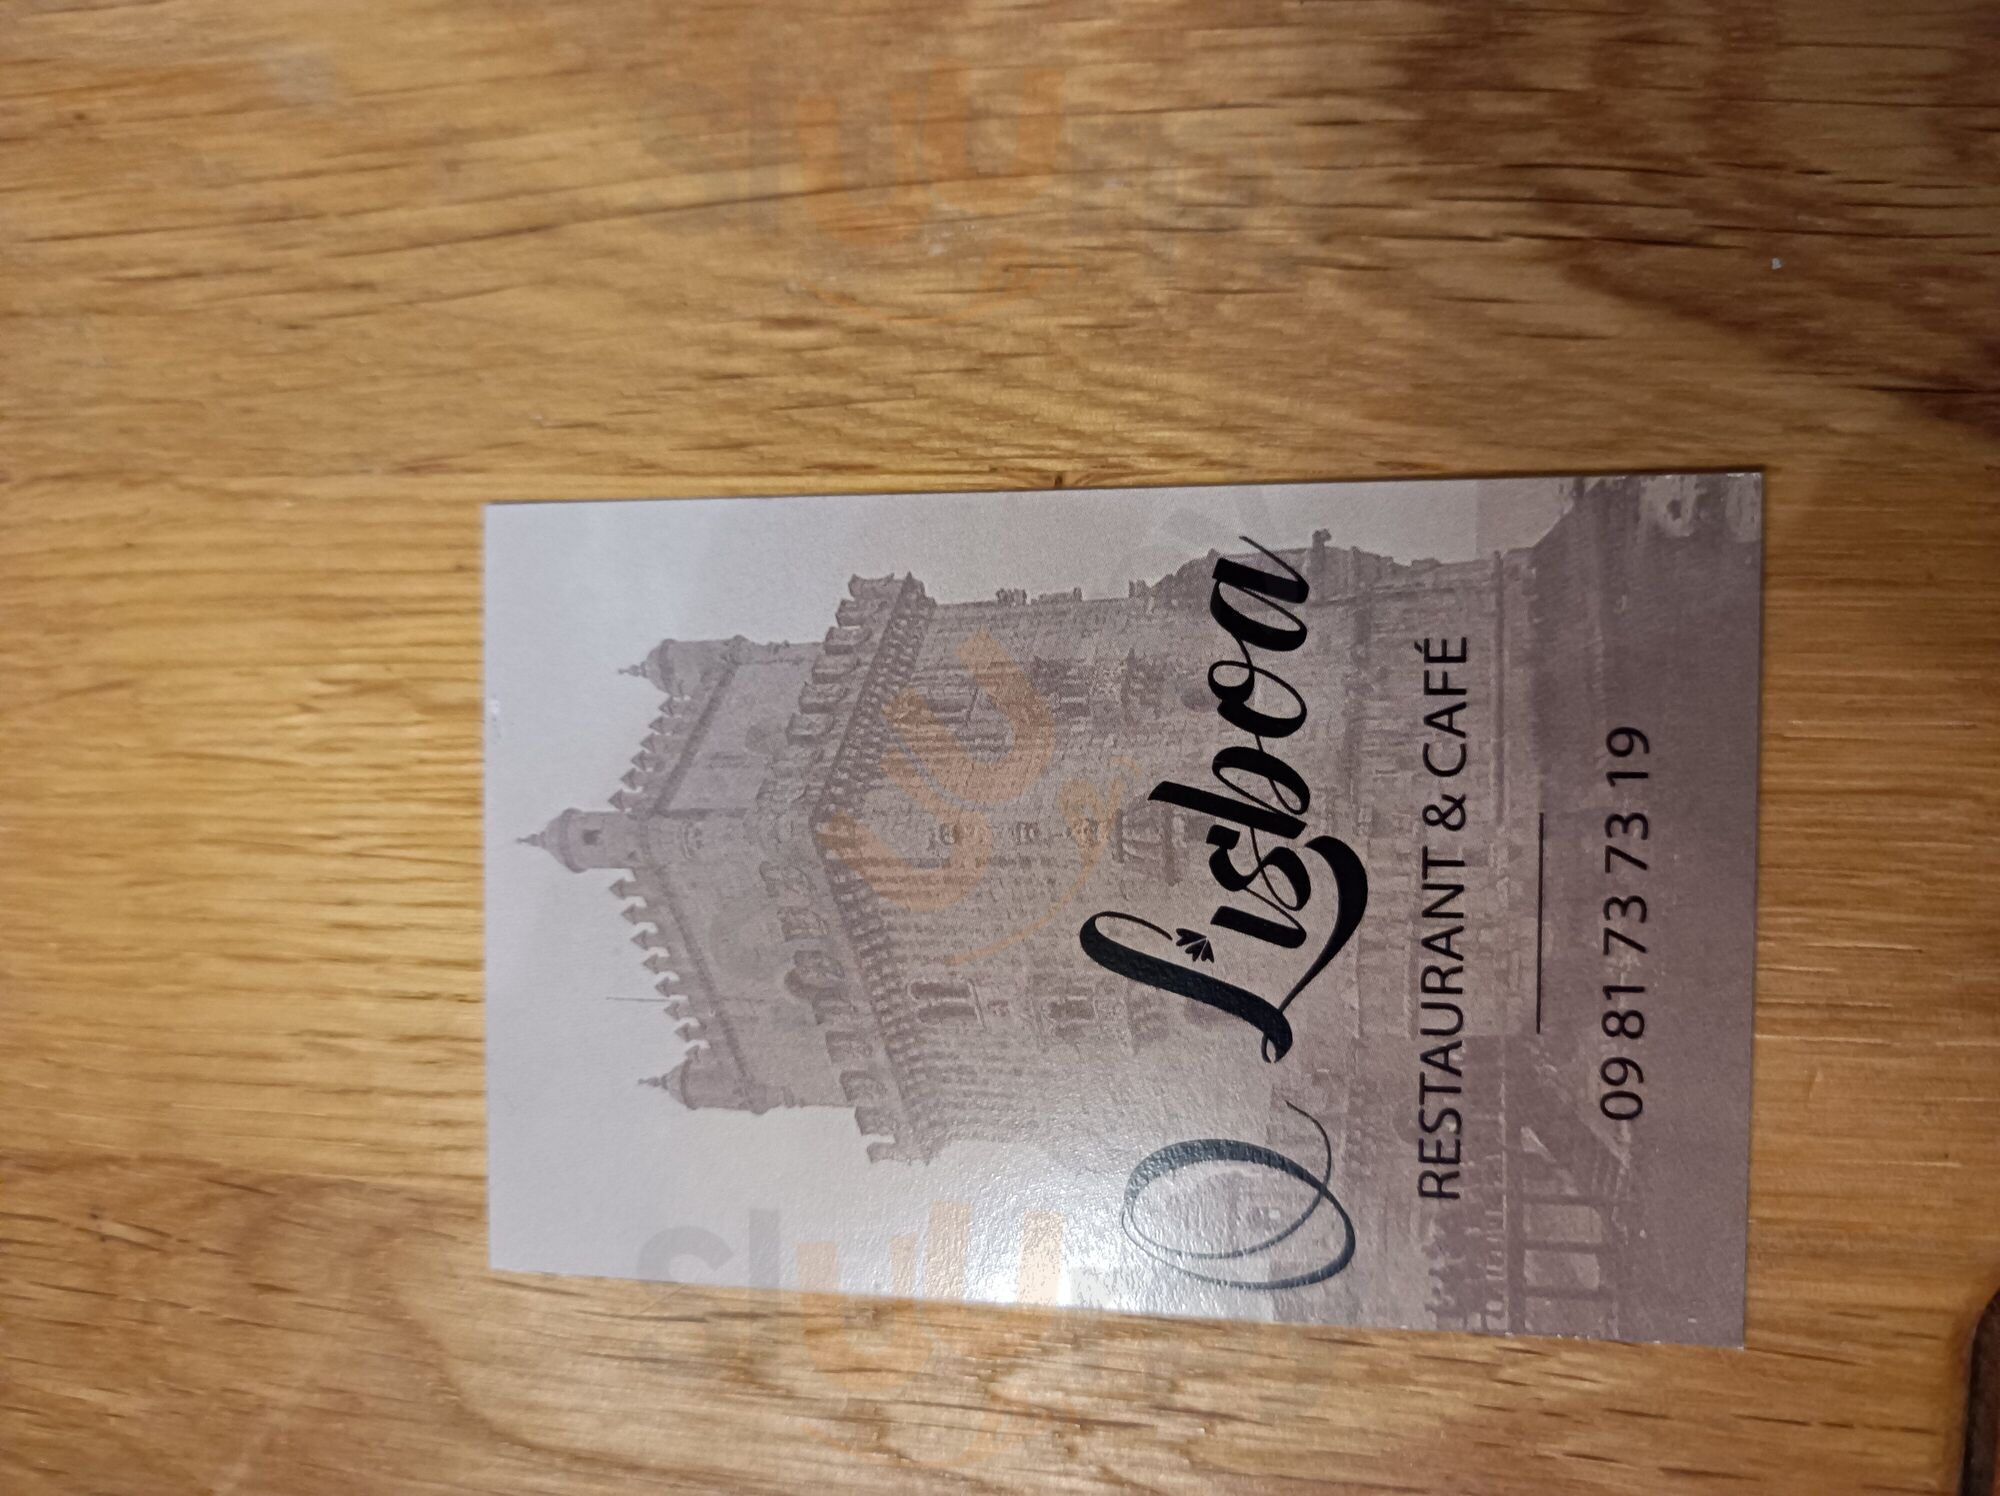 O Lisboa
RESTAURANT & CAFÉ
09 81 73 73 19